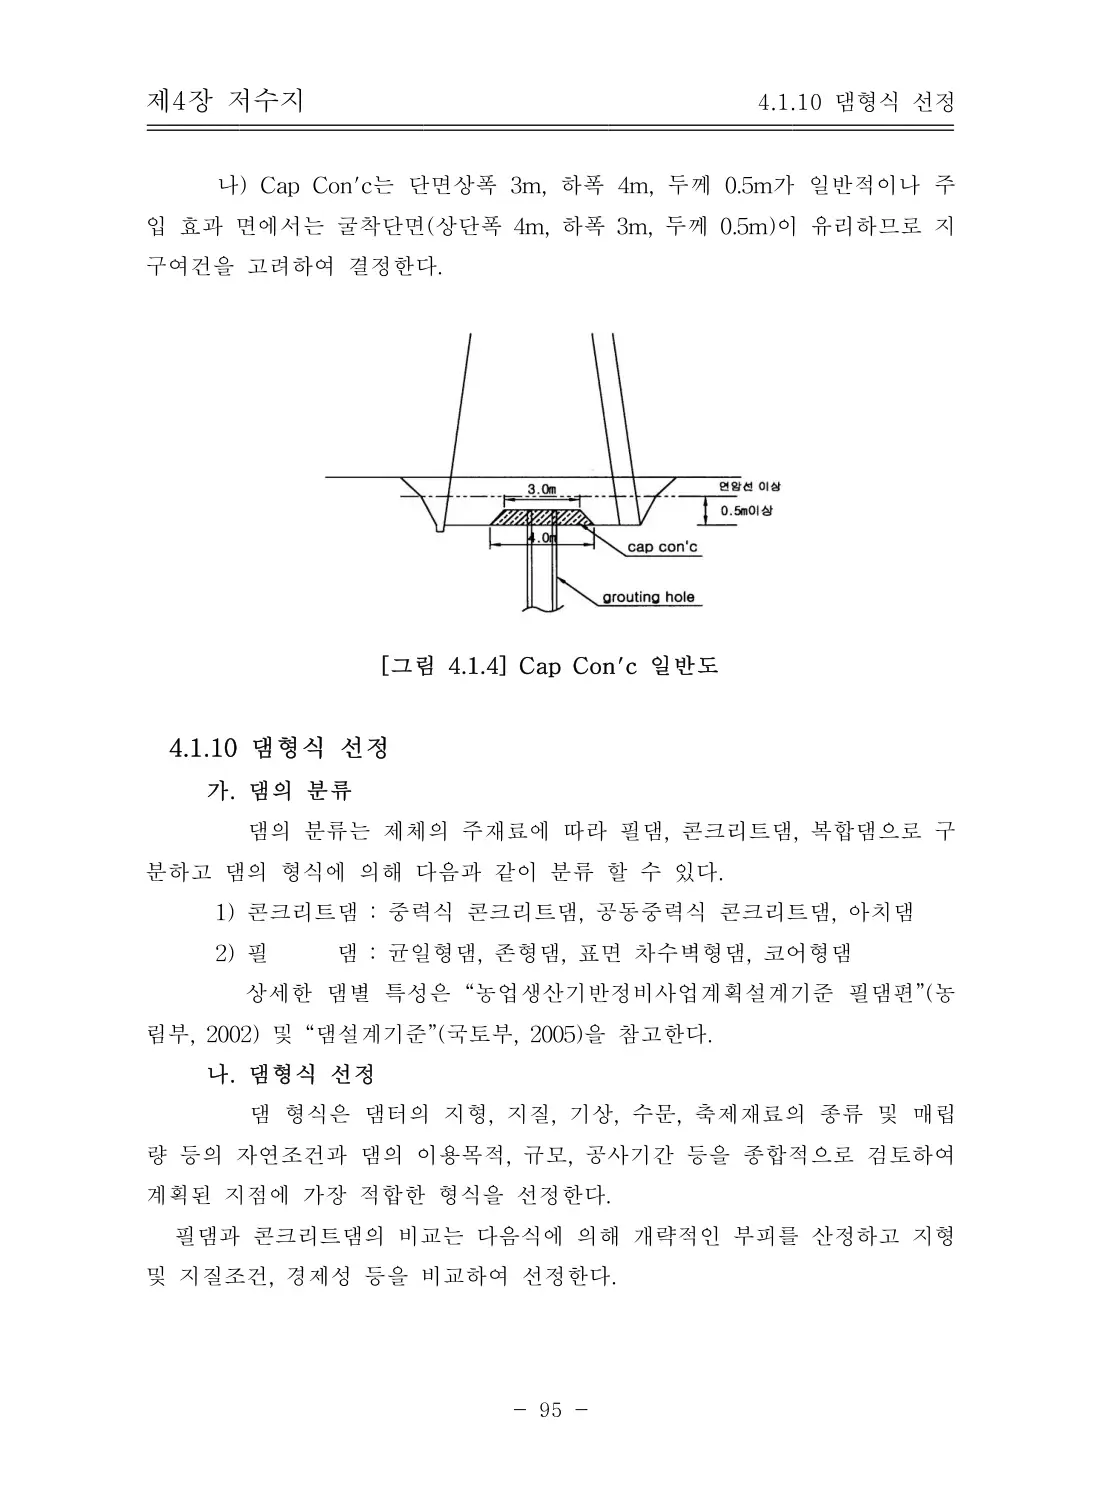 제4장 저수지
4.1.10 댐형식 선정
나) Cap Con'c는 단면상폭 3m, 하폭 4m, 두께 0.5m가 일반적이나 주
입 효과 면에서는 굴착단면(상단폭 4m, 하폭 3m, 두께 0.5m)이 유리하므로 지
구여건을 고려하여 결정한다.
3.0m
연암선 이상
0.5m이상
4.0m
cap con'c
grouting hole
[그림 4.1.4] Cap Con'c 일반도
4.1.10 댐형식 선정
가. 댐의 분류
댐의 분류는 제체의 주재료에 따라 필댐, 콘크리트댐, 복합댐으로 구
분하고 댐의 형식에 의해 다음과 같이 분류 할 수 있다.
1) 콘크리트댐 : 중력식 콘크리트댐, 공동중력식 콘크리트댐, 아치댐
2) 필 댐 : 균일형댐, 존형댐, 표면 차수벽형댐, 코어형댐
상세한 댐별 특성은 “농업생산기반정비사업계획설계기준 필댐편”(농
림부, 2002) 및 “댐설계기준”(국토부, 2005)을 참고한다.
나. 댐형식 선정
댐 형식은 댐터의 지형, 지질, 기상, 수문, 축제재료의 종류 및 매립
량 등의 자연조건과 댐의 이용목적, 규모, 공사기간 등을 종합적으로 검토하여
계획된 지점에 가장 적합한 형식을 선정한다.
필댐과 콘크리트댐의 비교는 다음식에 의해 개략적인 부피를 산정하고 지형
및 지질조건, 경제성 등을 비교하여 선정한다.
- 95 -